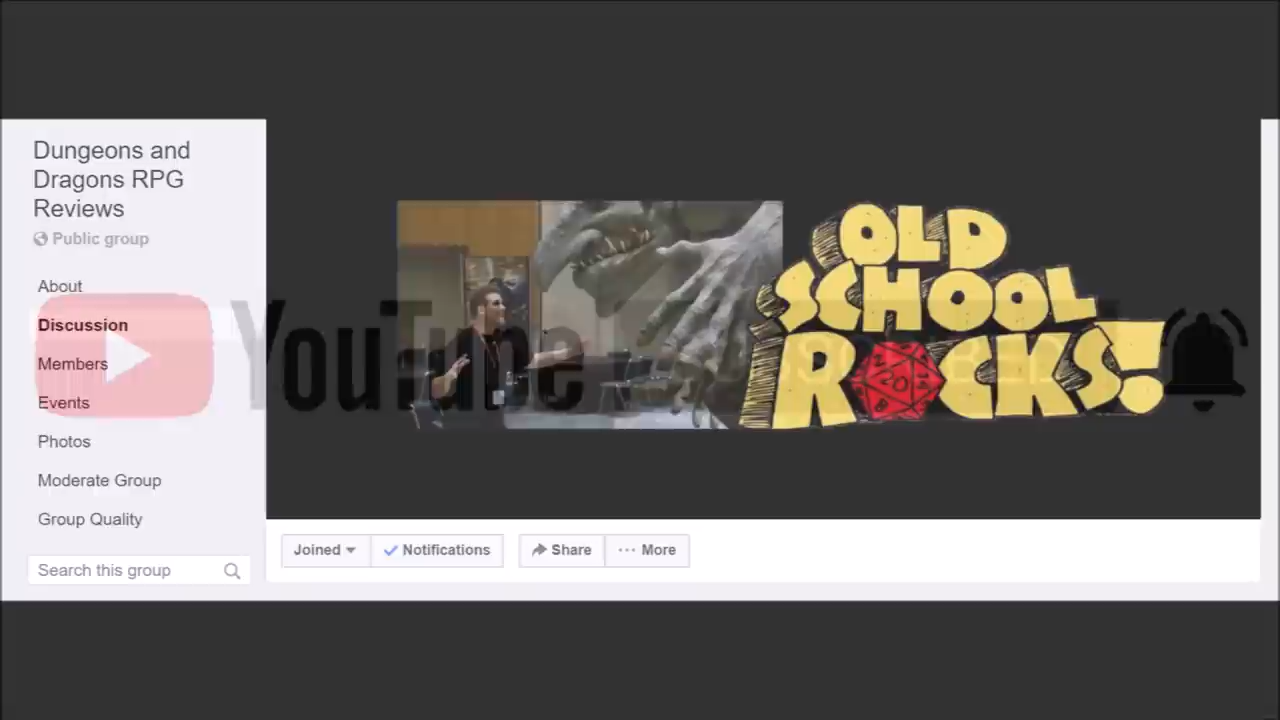 Dungeons and
Dragons RPG
Reviews
Public group
About
Discussion
Members
Events
Photos
Moderate Group
Group Quality
Search this group
YouTube
OLD
SCHOOL
ROCKS!
20
Joined
Notifications
Share
More